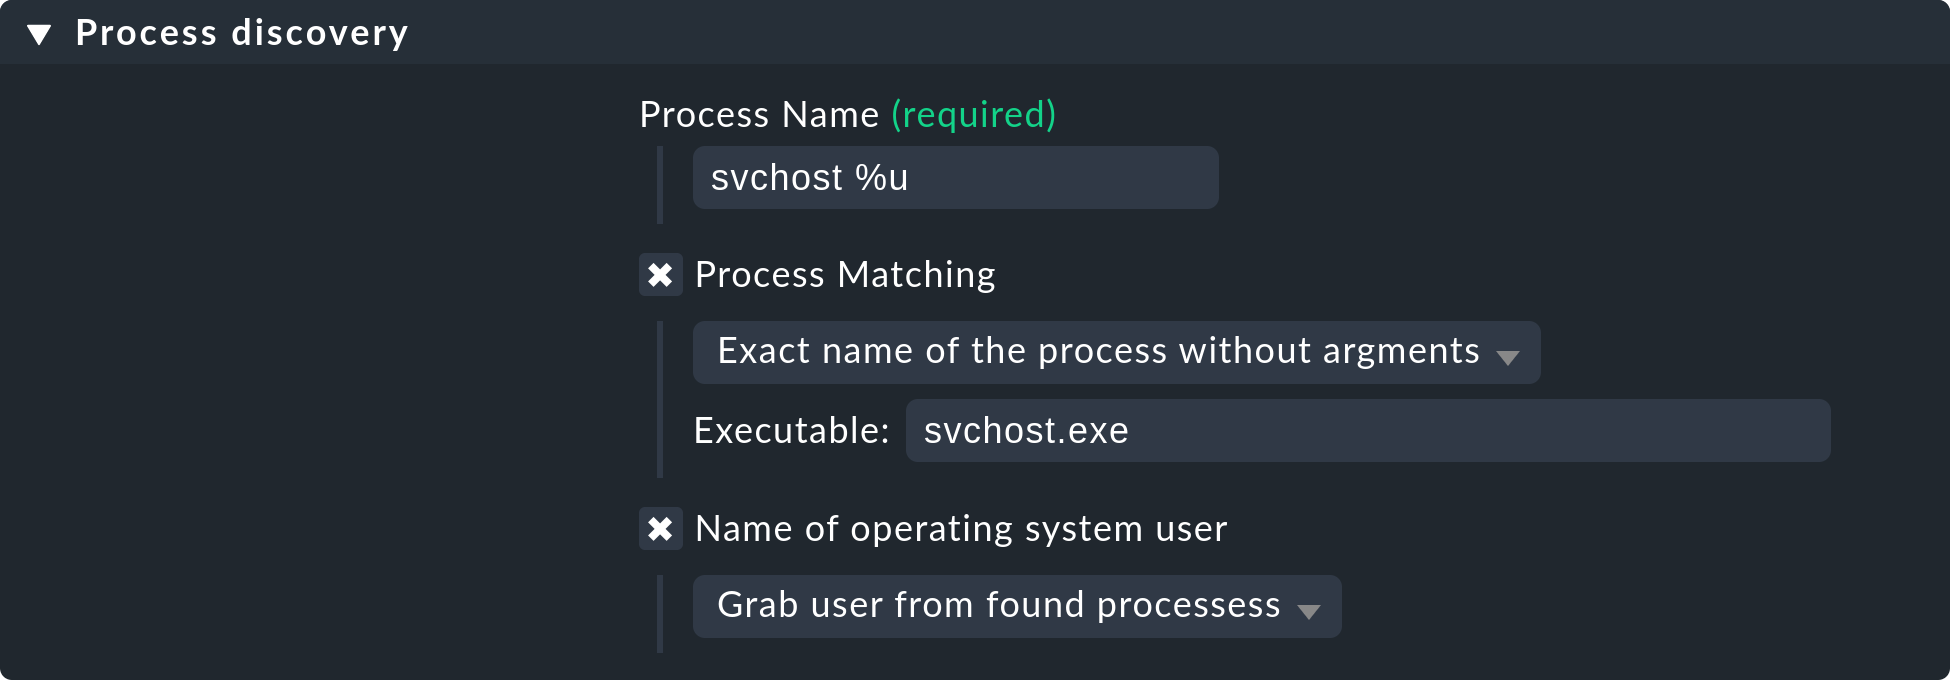 Process discovery
Process Name (required)
svchost %u
Process Matching
Exact name of the process without argments
Executable: svchost.exe
Name of operating system user
Grab user from found processess